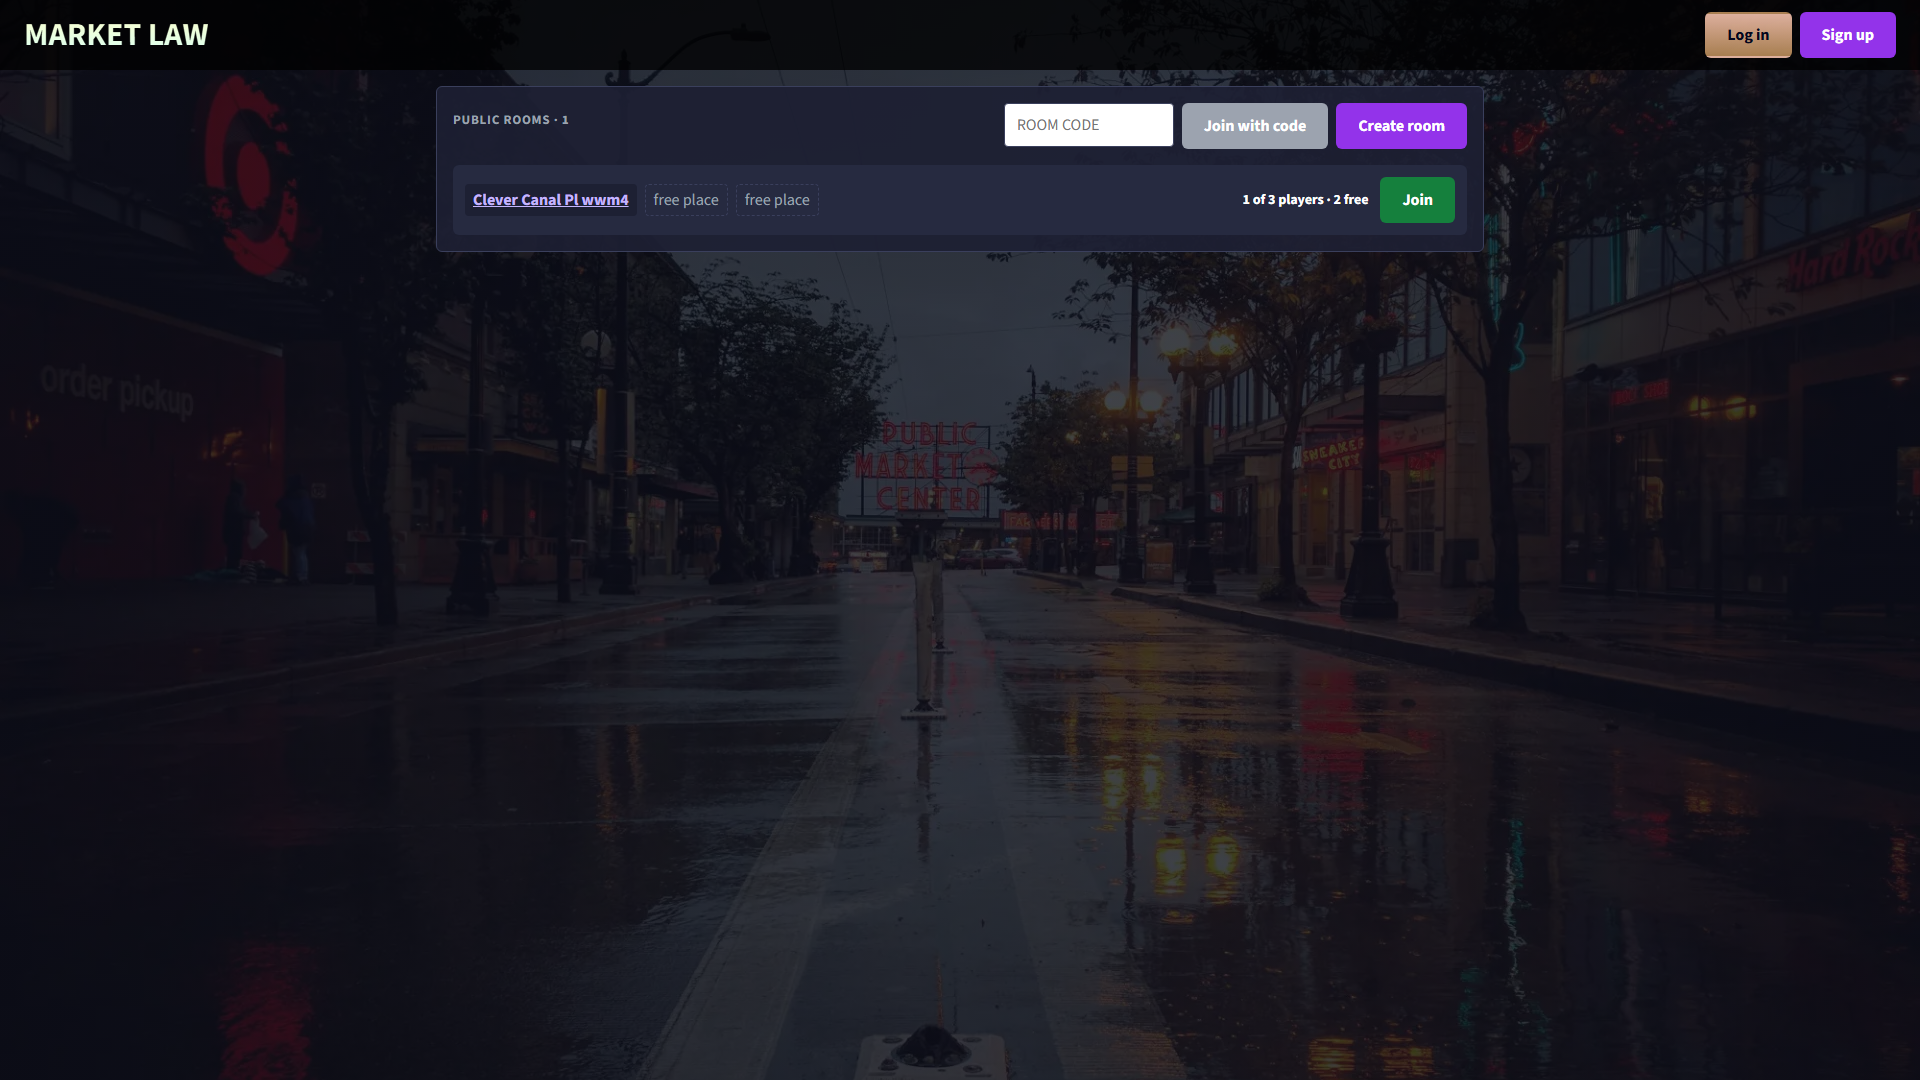 MARKET LAW
Log in
Sign up
PUBLIC ROOMS · 1
ROOM CODE
Join with code
Create room
Clever Canal Pl wwm4
free place
free place
1 of 3 players · 2 free
Join
Hard Rock
order pickup
PUBLIC
MARKET
CENTER
SNEAKER
CITY